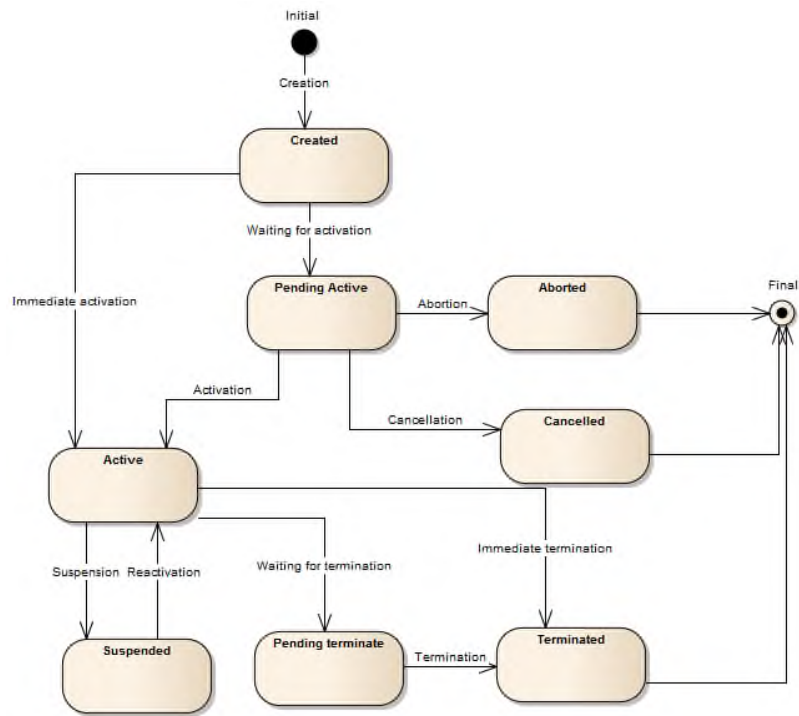 Initial
Creation
Created
Waiting for activation
Immediate activation
Pending Active
Abortion
Aborted
Final
Activation
Cancellation
Cancelled
Active
Immediate termination
Suspension
Reactivation
Waiting for termination
Suspended
Pending terminate
Termination
Terminated